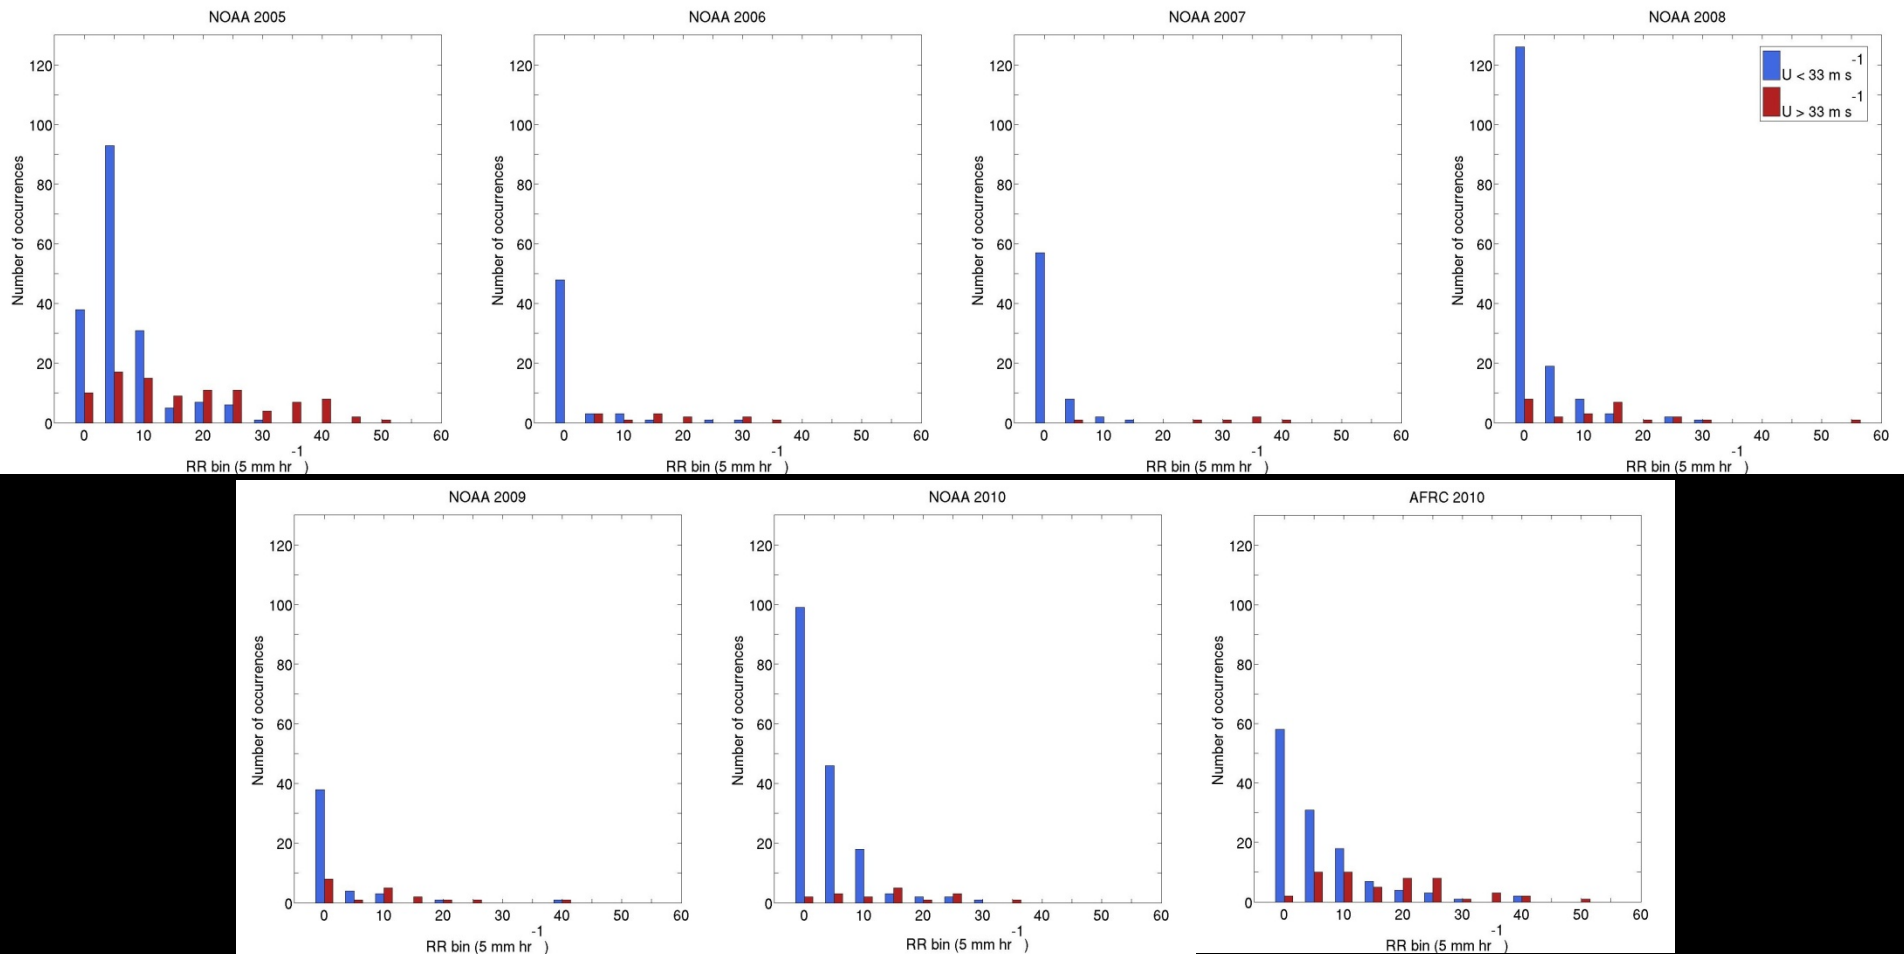 NOAA 2005
120
100
80
60
40
20
0
Number of occurrences
0 10 20 30 40 50 60
-1
RR bin (5 mm hr )
NOAA 2006
120
100
80
60
40
20
0
Number of occurrences
0 10 20 30 40 50 60
-1
RR bin (5 mm hr )
NOAA 2007
120
100
80
60
40
20
0
Number of occurrences
0 10 20 30 40 50 60
-1
RR bin (5 mm hr )
NOAA 2008
120
100
80
60
40
20
0
Number of occurrences
-1
U < 33 m s
-1
U > 33 m s
0 10 20 30 40 50 60
-1
RR bin (5 mm hr )
NOAA 2009
120
100
80
60
40
20
0
Number of occurrences
0 10 20 30 40 50 60
-1
RR bin (5 mm hr )
NOAA 2010
120
100
80
60
40
20
0
Number of occurrences
0 10 20 30 40 50 60
-1
RR bin (5 mm hr )
AFRC 2010
120
100
80
60
40
20
0
Number of occurrences
0 10 20 30 40 50 60
-1
RR bin (5 mm hr )